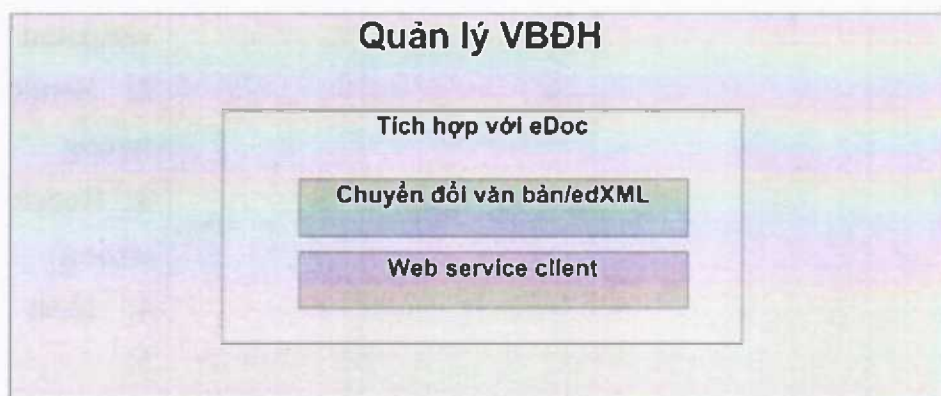 Quản lý VBĐH
Tích hợp với eDoc
Chuyển đổi văn bản/edXML
Web service client